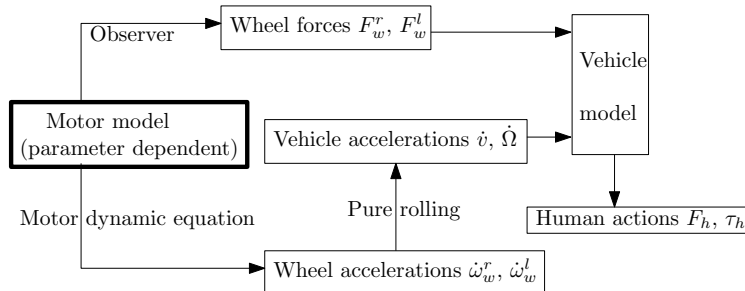 Observer
Wheel forces $F_w^r$, $F_w^l$
Vehicle
model
Motor model
(parameter dependent)
Vehicle accelerations $\dot{v}$, $\dot{\Omega}$
Motor dynamic equation
Pure rolling
Human actions $F_h$, $\tau_h$
Wheel accelerations $\dot{\omega}_w^r$, $\dot{\omega}_w^l$